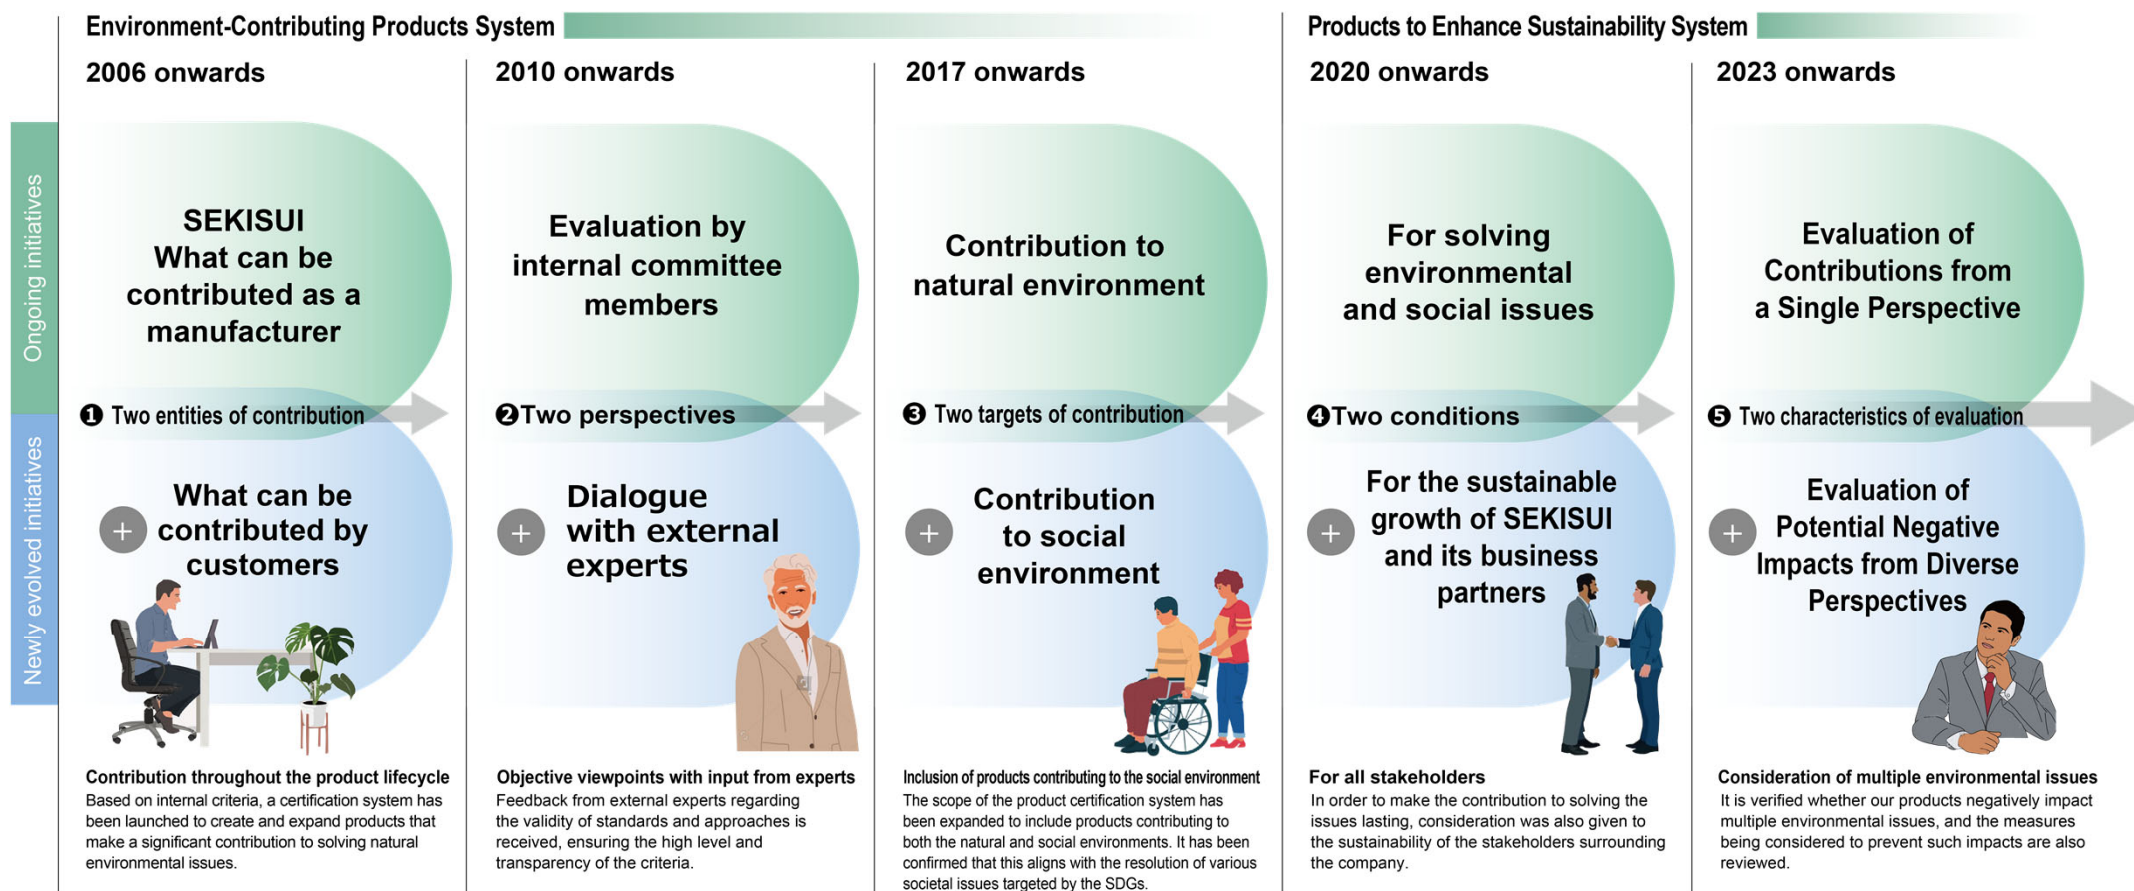 Environment-Contributing Products System
Products to Enhance Sustainability System
Ongoing initiatives
Newly evolved initiatives
2006 onwards
SEKISUI
What can be
contributed as a
manufacturer
❶ Two entities of contribution
+
What can be
contributed by
customers
Contribution throughout the product lifecycle
Based on internal criteria, a certification system has
been launched to create and expand products that
make a significant contribution to solving natural
environmental issues.
2010 onwards
Evaluation by
internal committee
members
❷Two perspectives
+
Dialogue
with external
experts
Objective viewpoints with input from experts
Feedback from external experts regarding
the validity of standards and approaches is
received, ensuring the high level and
transparency of the criteria.
2017 onwards
Contribution to
natural environment
❸ Two targets of contribution
+
Contribution
to social
environment
Inclusion of products contributing to the social environment
The scope of the product certification system has
been expanded to include products contributing to
both the natural and social environments. It has been
confirmed that this aligns with the resolution of various
societal issues targeted by the SDGs.
2020 onwards
For solving
environmental
and social issues
❹Two conditions
+
For the sustainable
growth of SEKISUI
and its business
partners
For all stakeholders
In order to make the contribution to solving the
issues lasting, consideration was also given to
the sustainability of the stakeholders surrounding
the company.
2023 onwards
Evaluation of
Contributions from
a Single Perspective
❺ Two characteristics of evaluation
+
Evaluation of
Potential Negative
Impacts from Diverse
Perspectives
Consideration of multiple environmental issues
It is verified whether our products negatively impact
multiple environmental issues, and the measures
being considered to prevent such impacts are also
reviewed.